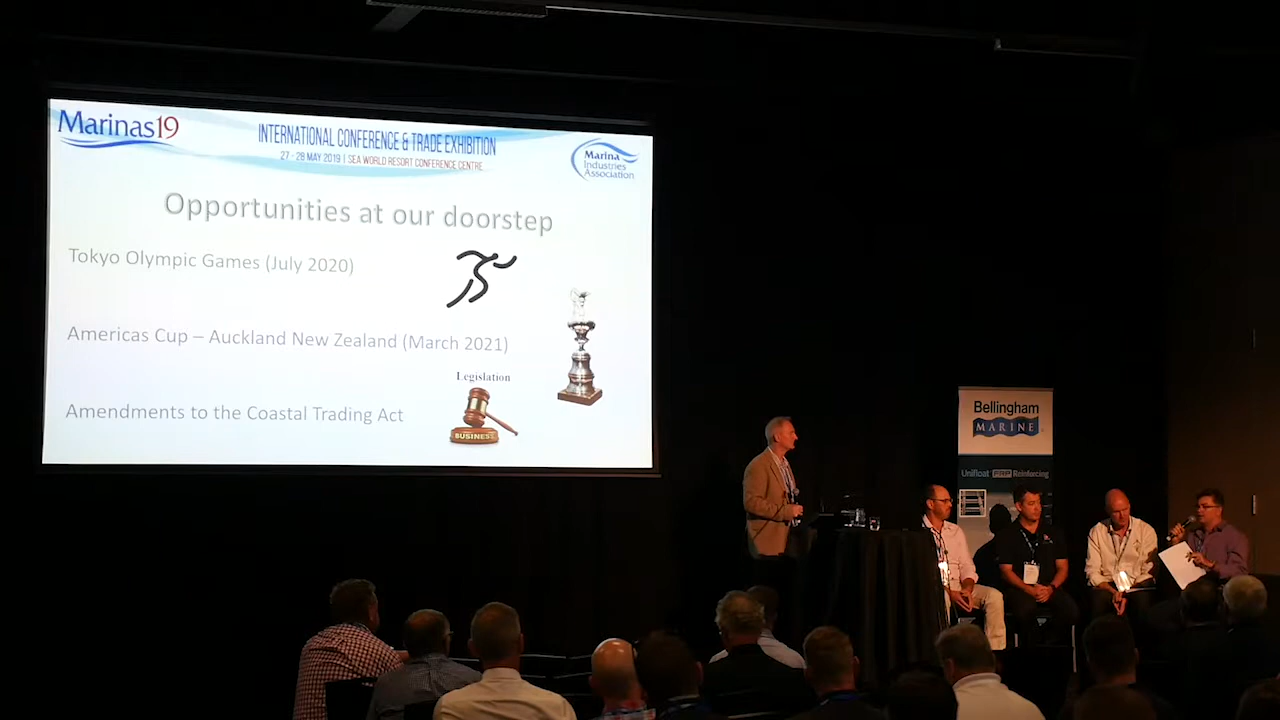 Marinas19
INTERNATIONAL CONFERENCE & TRADE EXHIBITION
27 - 28 MAY 2019 | SEA WORLD RESORT CONFERENCE CENTRE
Marina
Industries
Association
Opportunities at our doorstep
Tokyo Olympic Games (July 2020)
Americas Cup – Auckland New Zealand (March 2021)
Legislation
Amendments to the Coastal Trading Act
BUSINESS
Bellingham
MARINE
Unifloat FRP Reinforcing